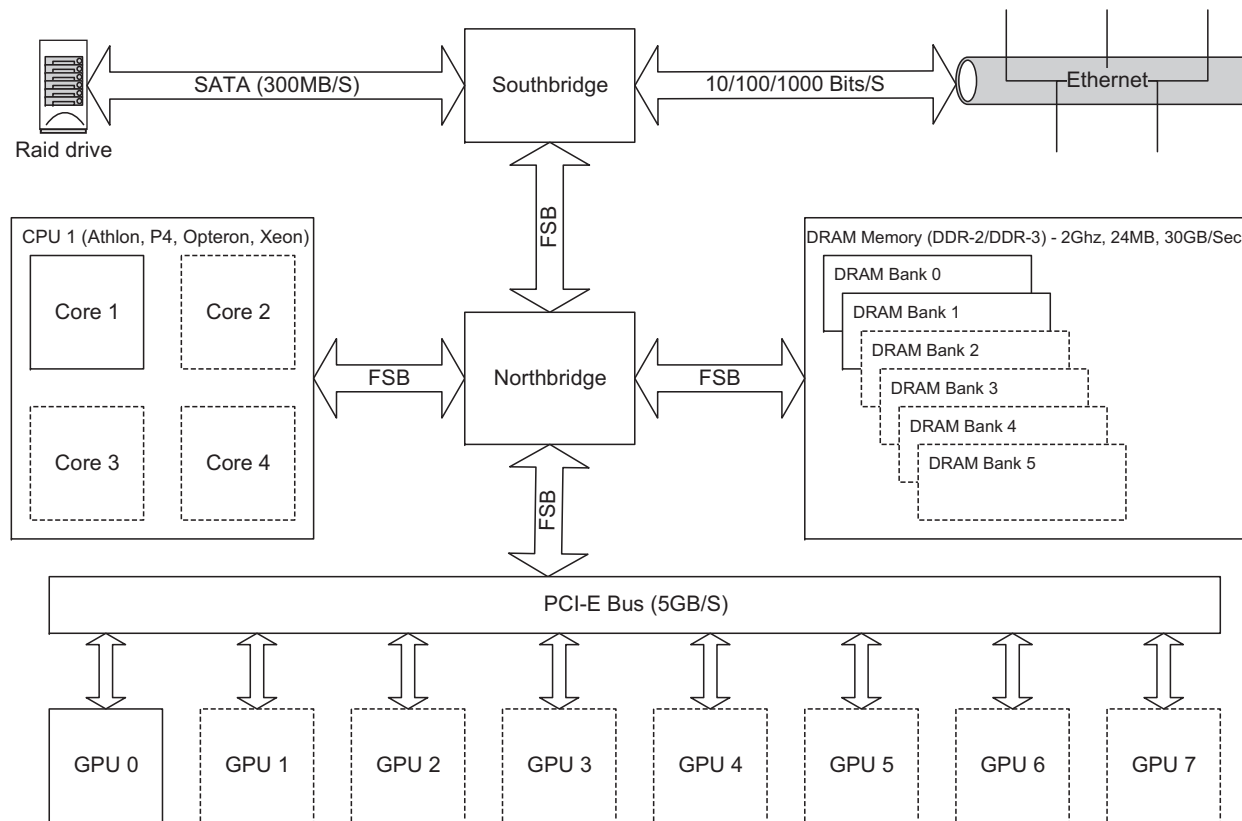 SATA (300MB/S)
Southbridge
10/100/1000 Bits/S
Ethernet
Raid drive
FSB
CPU 1 (Athlon, P4, Opteron, Xeon)
Core 1
Core 2
Core 3
Core 4
FSB
Northbridge
FSB
DRAM Memory (DDR-2/DDR-3) - 2Ghz, 24MB, 30GB/Sec
DRAM Bank 0
DRAM Bank 1
DRAM Bank 2
DRAM Bank 3
DRAM Bank 4
DRAM Bank 5
FSB
PCI-E Bus (5GB/S)
GPU 0
GPU 1
GPU 2
GPU 3
GPU 4
GPU 5
GPU 6
GPU 7